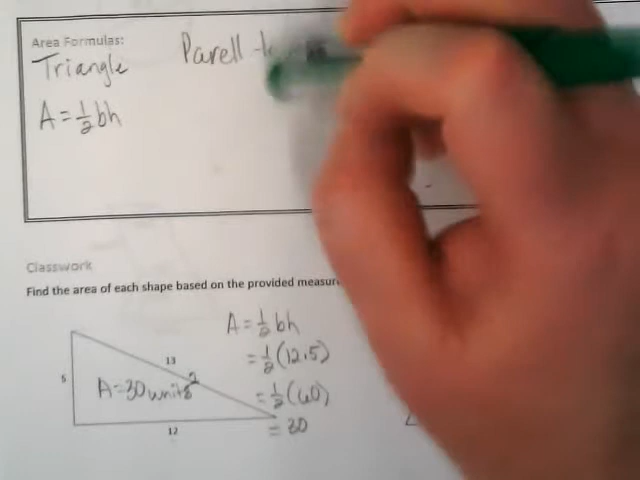 Area Formulas:
Triangle
A = ½bh
Parell
Classwork
Find the area of each shape based on the provided
A = ½bh
= ½(12.5)
= ½(60)
= 30
13
5
A=30 units²
12